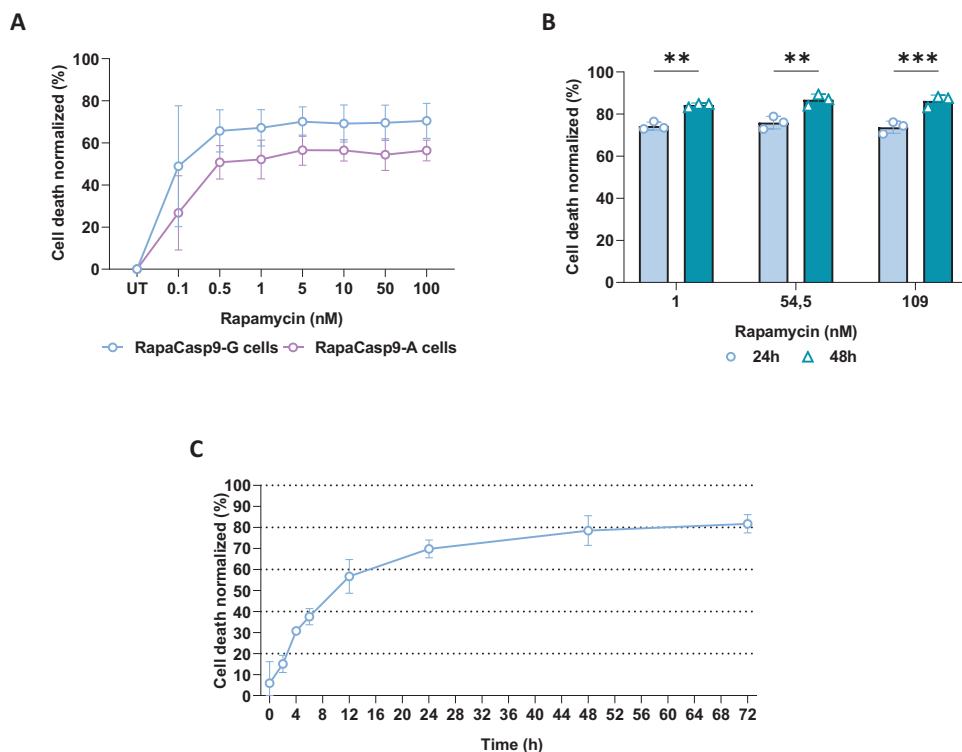 A
Cell death normalized (%)
100
80
60
40
20
0
UT 0.1 0.5 1 5 10 50 100
Rapamycin (nM)
RapaCasp9-G cells RapaCasp9-A cells
B
** ** ***
Cell death normalized (%)
100
80
60
40
20
0
1 54,5 109
Rapamycin (nM)
24h 48h
C
Cell death normalized (%)
100
90
80
70
60
50
40
30
20
10
0
0 4 8 12 16 20 24 28 32 36 40 44 48 52 56 60 64 68 72
Time (h)